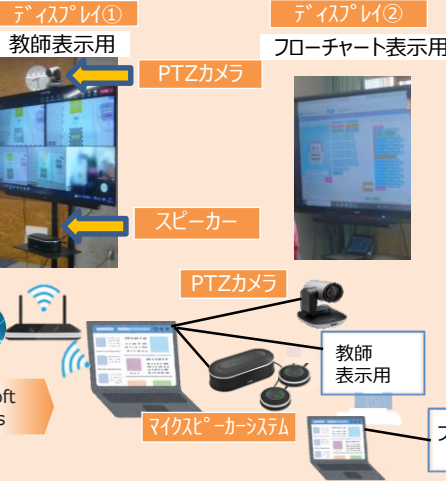 ディスプレイ①
ディスプレイ②
教師表示用
フローチャート表示用
PTZカメラ
スピーカー
PTZカメラ
教師
表示用
マイクスピーカーシステム